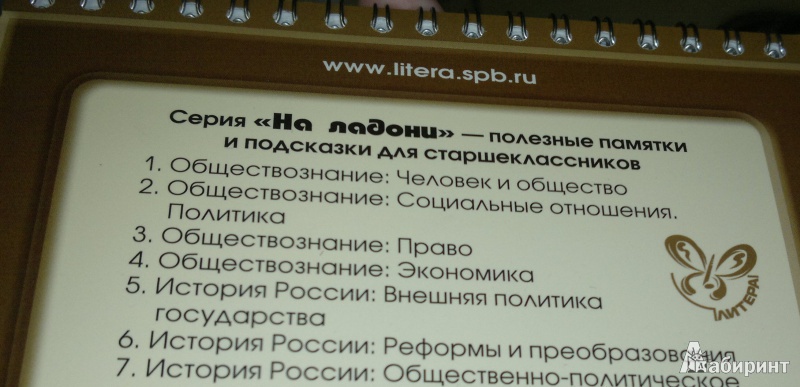 www.litera.spb.ru
Серия «На ладони» — полезные памятки
и подсказки для старшеклассников
1. Обществознание: Человек и общество
2. Обществознание: Социальные отношения.
Политика
3. Обществознание: Право
4. Обществознание: Экономика
5. История России: Внешняя политика
государства
6. История России: Реформы и преобразования
7. История России: Общественно-политическое
ЛИТЕРА
Лабиринт